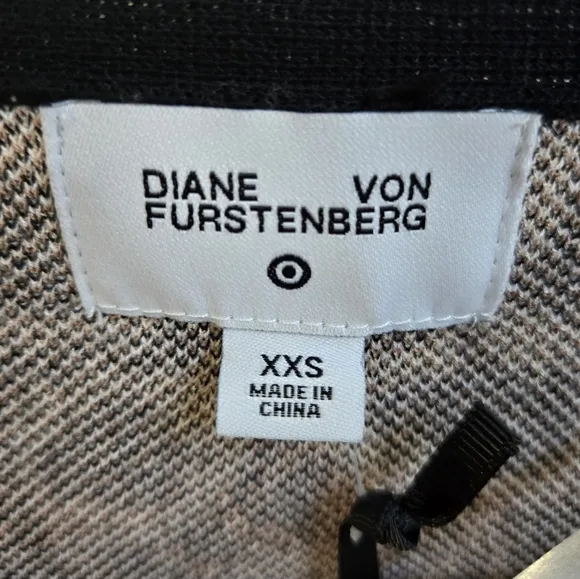 DIANE VON
FURSTENBERG
XXS
MADE IN
CHINA